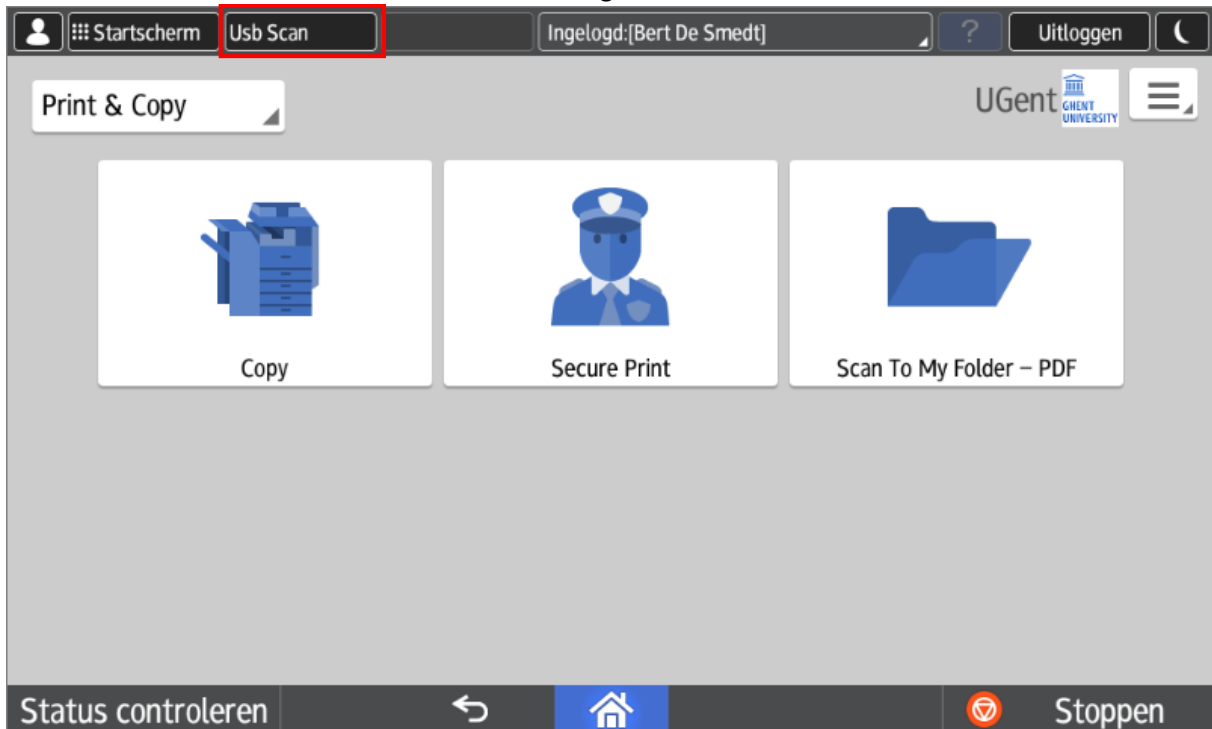 Startscherm Usb Scan Ingelogd:[Bert De Smedt] ? Uitloggen
Print & Copy
UGent
GHENT
UNIVERSITY
Copy
Secure Print
Scan To My Folder – PDF
Status controleren
Stoppen